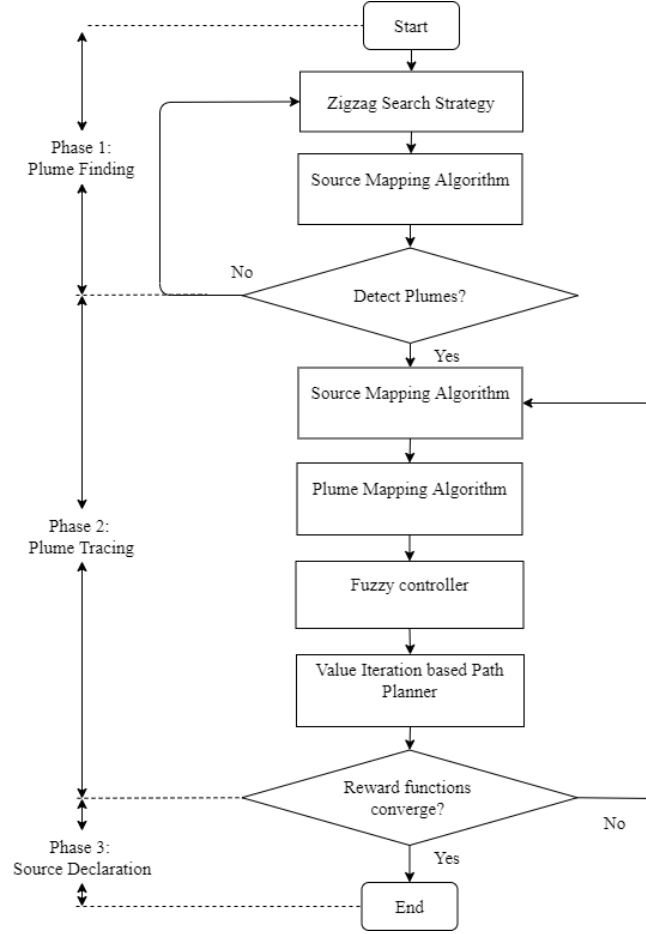 Start
Zigzag Search Strategy
Phase 1:
Plume Finding
Source Mapping Algorithm
No
Detect Plumes?
Yes
Source Mapping Algorithm
Plume Mapping Algorithm
Phase 2:
Plume Tracing
Fuzzy controller
Value Iteration based Path
Planner
Reward functions
converge?
No
Phase 3:
Source Declaration
Yes
End